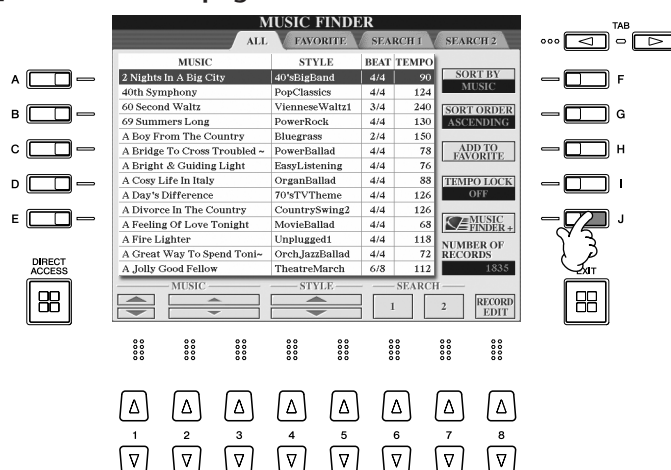 MUSIC FINDER
ALL FAVORITE SEARCH 1 SEARCH 2
TAB
MUSIC STYLE BEAT TEMPO
2 Nights In A Big City 40'sBigBand 4/4 90
40th Symphony PopClassics 4/4 124
60 Second Waltz VienneseWaltz1 3/4 240
69 Summers Long PowerRock 4/4 130
A Boy From The Country Bluegrass 2/4 150
A Bridge To Cross Troubled ~ PowerBallad 4/4 78
A Bright & Guiding Light EasyListening 4/4 76
A Cosy Life In Italy OrganBallad 4/4 88
A Day's Difference 70'sTVTheme 4/4 126
A Divorce In The Country CountrySwing2 4/4 126
A Feeling Of Love Tonight MovieBallad 4/4 68
A Fire Lighter Unplugged1 4/4 118
A Great Way To Spend Toni~ Orch.JazzBallad 4/4 72
A Jolly Good Fellow TheatreMarch 6/8 112
SORT BY
MUSIC
SORT ORDER
ASCENDING
ADD TO
FAVORITE
TEMPO LOCK
OFF
MUSIC
FINDER +
NUMBER OF
RECORDS
1835
MUSIC STYLE SEARCH
1 2 RECORD
EDIT
A
B
C
D
E
F
G
H
I
J
DIRECT
ACCESS
EXIT
1 2 3 4 5 6 7 8